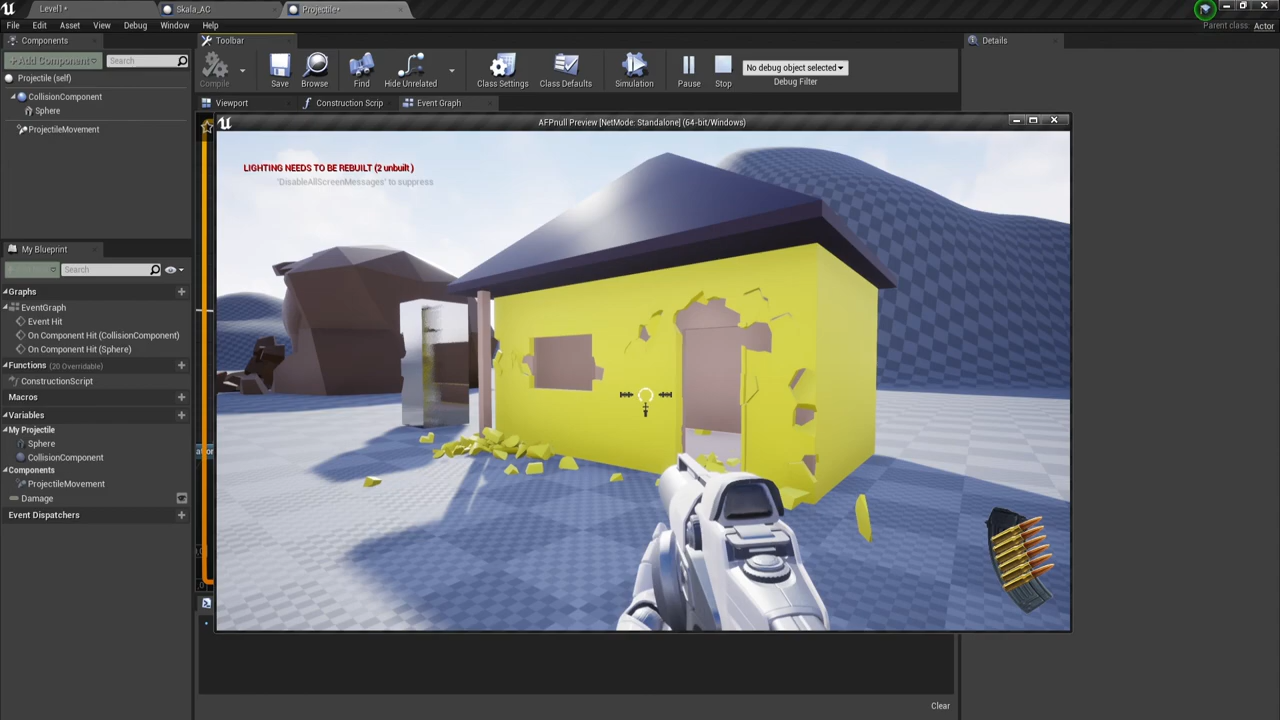 Level1*
Skala_AC
Projectile*
File Edit Asset View Debug Window Help
Parent class: Actor
Components
Toolbar
Details
+Add Component
Search
Compile
Save
Browse
Find
Hide Unrelated
Class Settings
Class Defaults
Simulation
Pause
Stop
No debug object selected
Debug Filter
Projectile (self)
CollisionComponent
Sphere
ProjectileMovement
Viewport
Construction Scrip
Event Graph
AFPnull Preview [NetMode: Standalone] (64-bit/Windows)
LIGHTING NEEDS TO BE REBUILT (2 unbuilt)
'DisableAllScreenMessages' to suppress
My Blueprint
Search
Graphs
EventGraph
Event Hit
On Component Hit (CollisionComponent)
On Component Hit (Sphere)
Functions (20 Overridable)
ConstructionScript
Macros
Variables
My Projectile
Sphere
CollisionComponent
Components
ProjectileMovement
Damage
Event Dispatchers
Clear